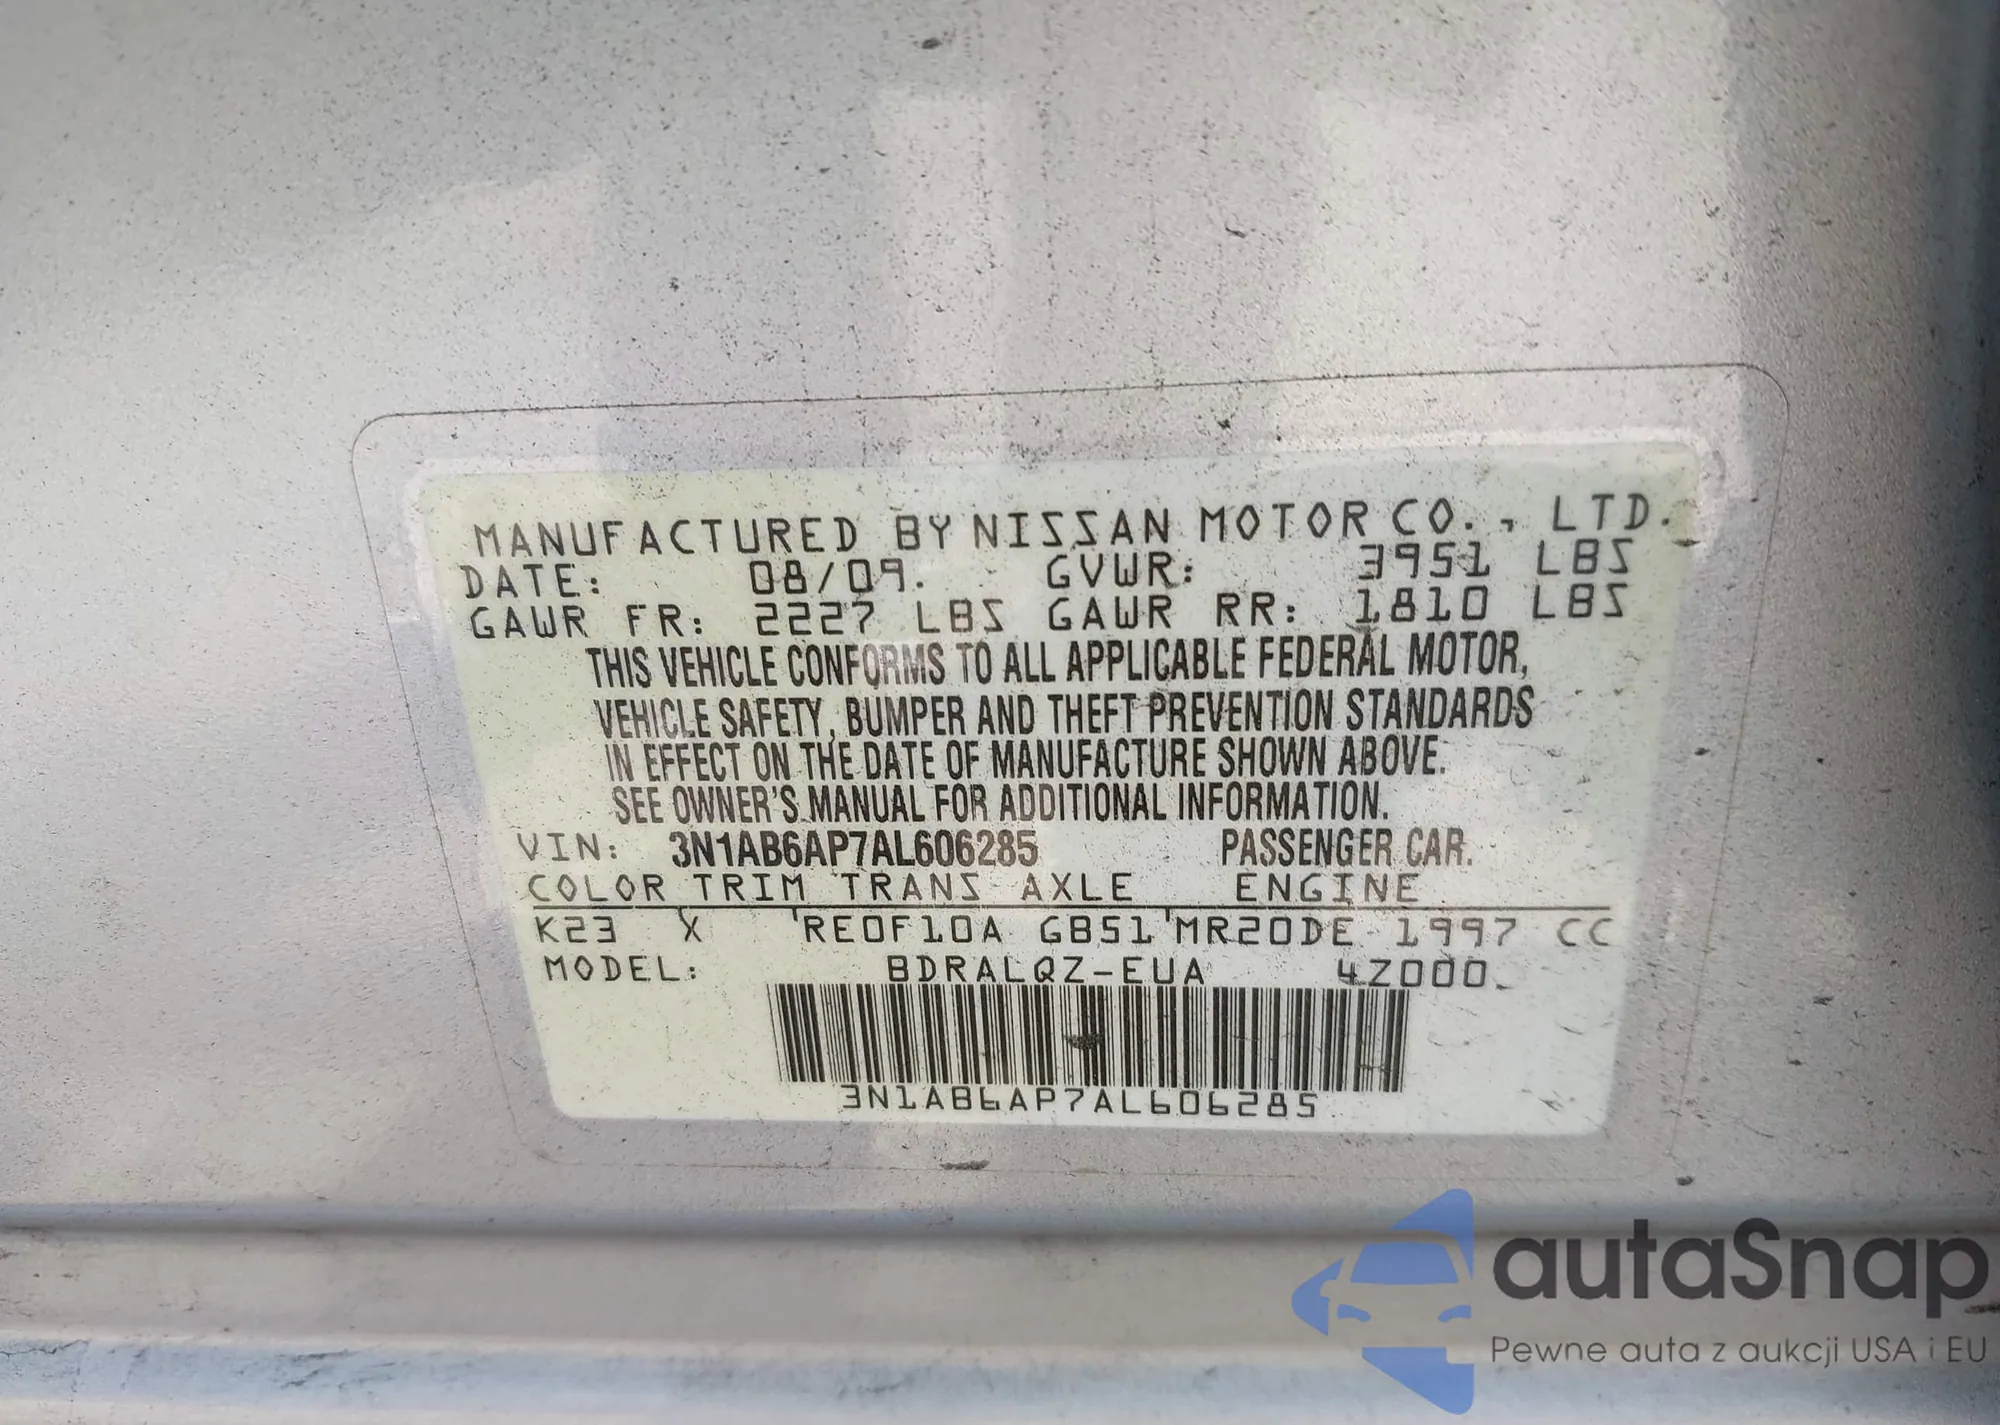 MANUFACTURED BY NISSAN MOTOR CO., LTD.
DATE: 08/09. GVWR: 3951 LBS
GAWR FR: 2227 LBS GAWR RR: 1810 LBS
THIS VEHICLE CONFORMS TO ALL APPLICABLE FEDERAL MOTOR,
VEHICLE SAFETY, BUMPER AND THEFT PREVENTION STANDARDS
IN EFFECT ON THE DATE OF MANUFACTURE SHOWN ABOVE.
SEE OWNER'S MANUAL FOR ADDITIONAL INFORMATION.
VIN: 3N1AB6AP7AL606285 PASSENGER CAR.
COLOR TRIM TRANS AXLE ENGINE
K23 X RE0F10A GB51 MR20DE 1997 CC
MODEL: BDRALQZ-EUA 4Z000.
3N1AB6AP7AL606285
autaSnap
Pewne auta z aukcji USA i EU